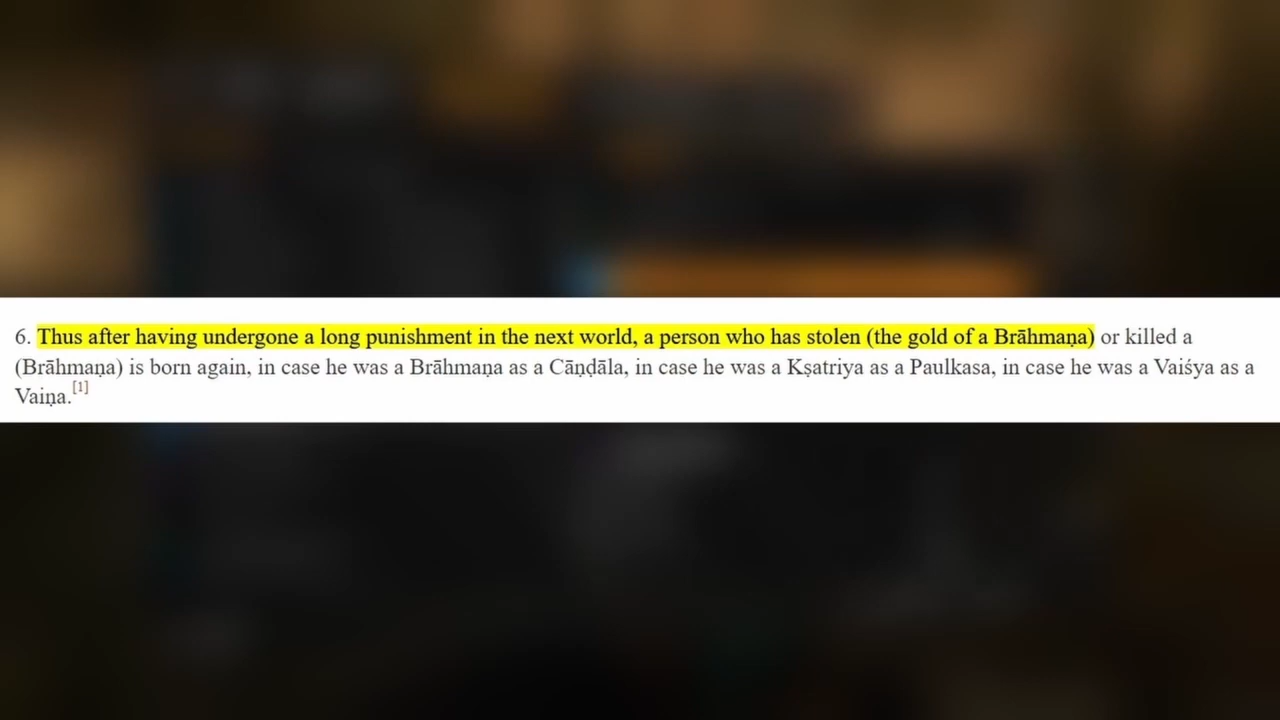 6. Thus after having undergone a long punishment in the next world, a person who has stolen (the gold of a Brāhmaṇa) or killed a
(Brāhmaṇa) is born again, in case he was a Brāhmaṇa as a Cāṇḍāla, in case he was a Kṣatriya as a Paulkasa, in case he was a Vaiśya as a
Vaiṇa.[1]